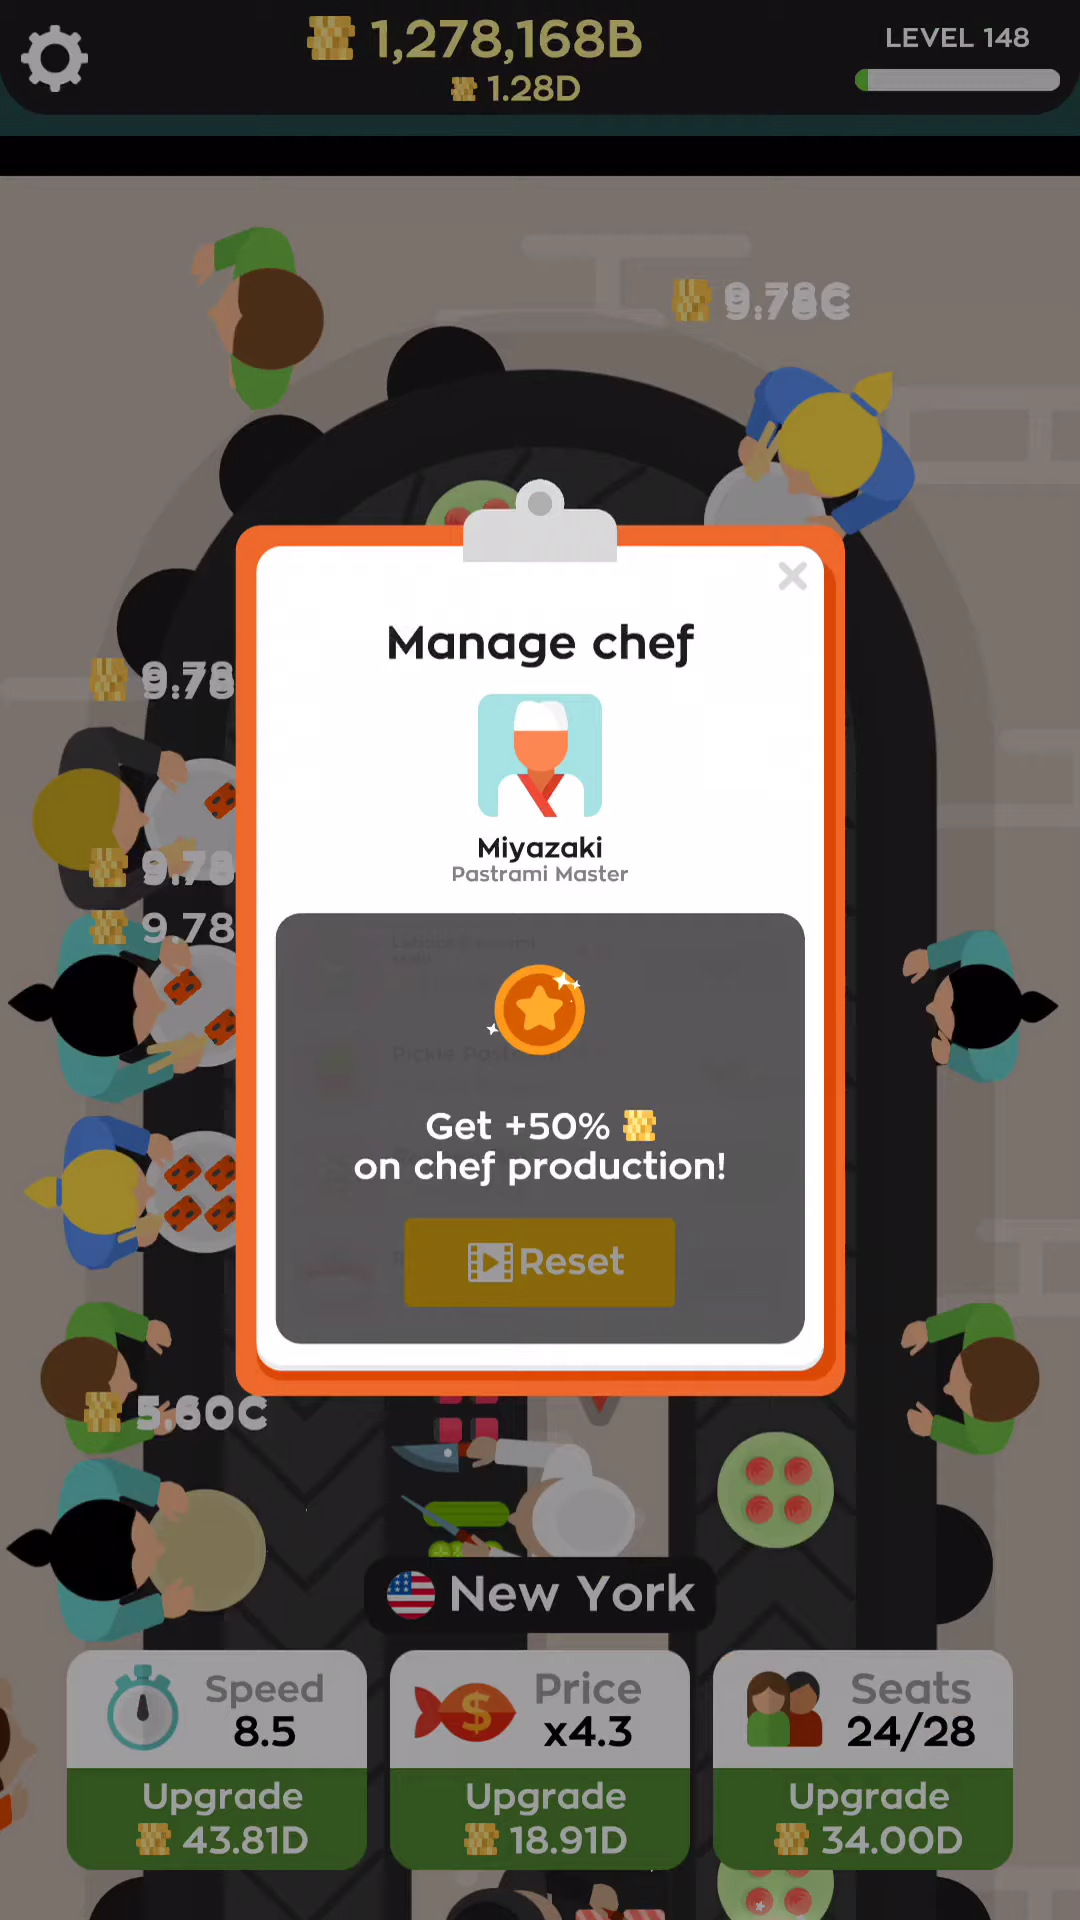 1,278,168B
1.28D
LEVEL 148
9.78C
Manage chef
9.78
Miyazaki
Pastrami Master
9.78
9.78
Get +50%
on chef production!
Reset
5.60C
New York
Speed
8.5
Upgrade
43.81D
Price
x4.3
Upgrade
18.91D
Seats
24/28
Upgrade
34.00D